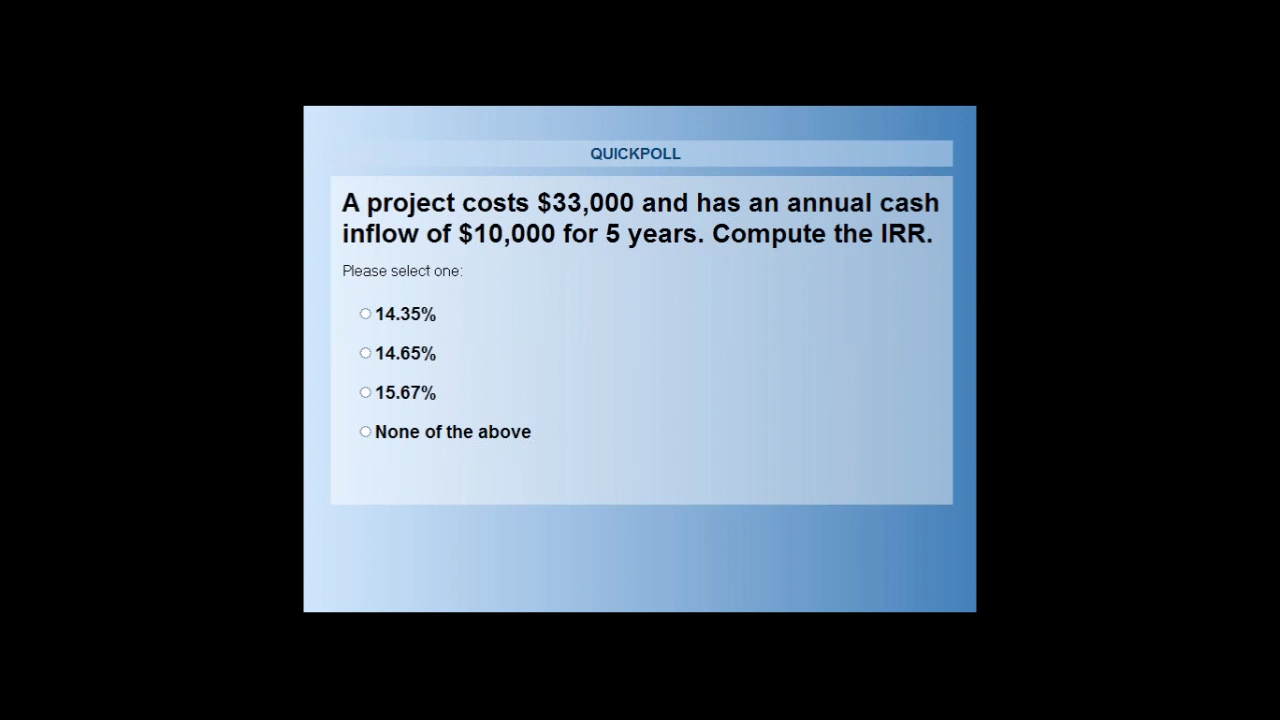 QUICKPOLL
A project costs $33,000 and has an annual cash
inflow of $10,000 for 5 years. Compute the IRR.
Please select one:
14.35%
14.65%
15.67%
None of the above